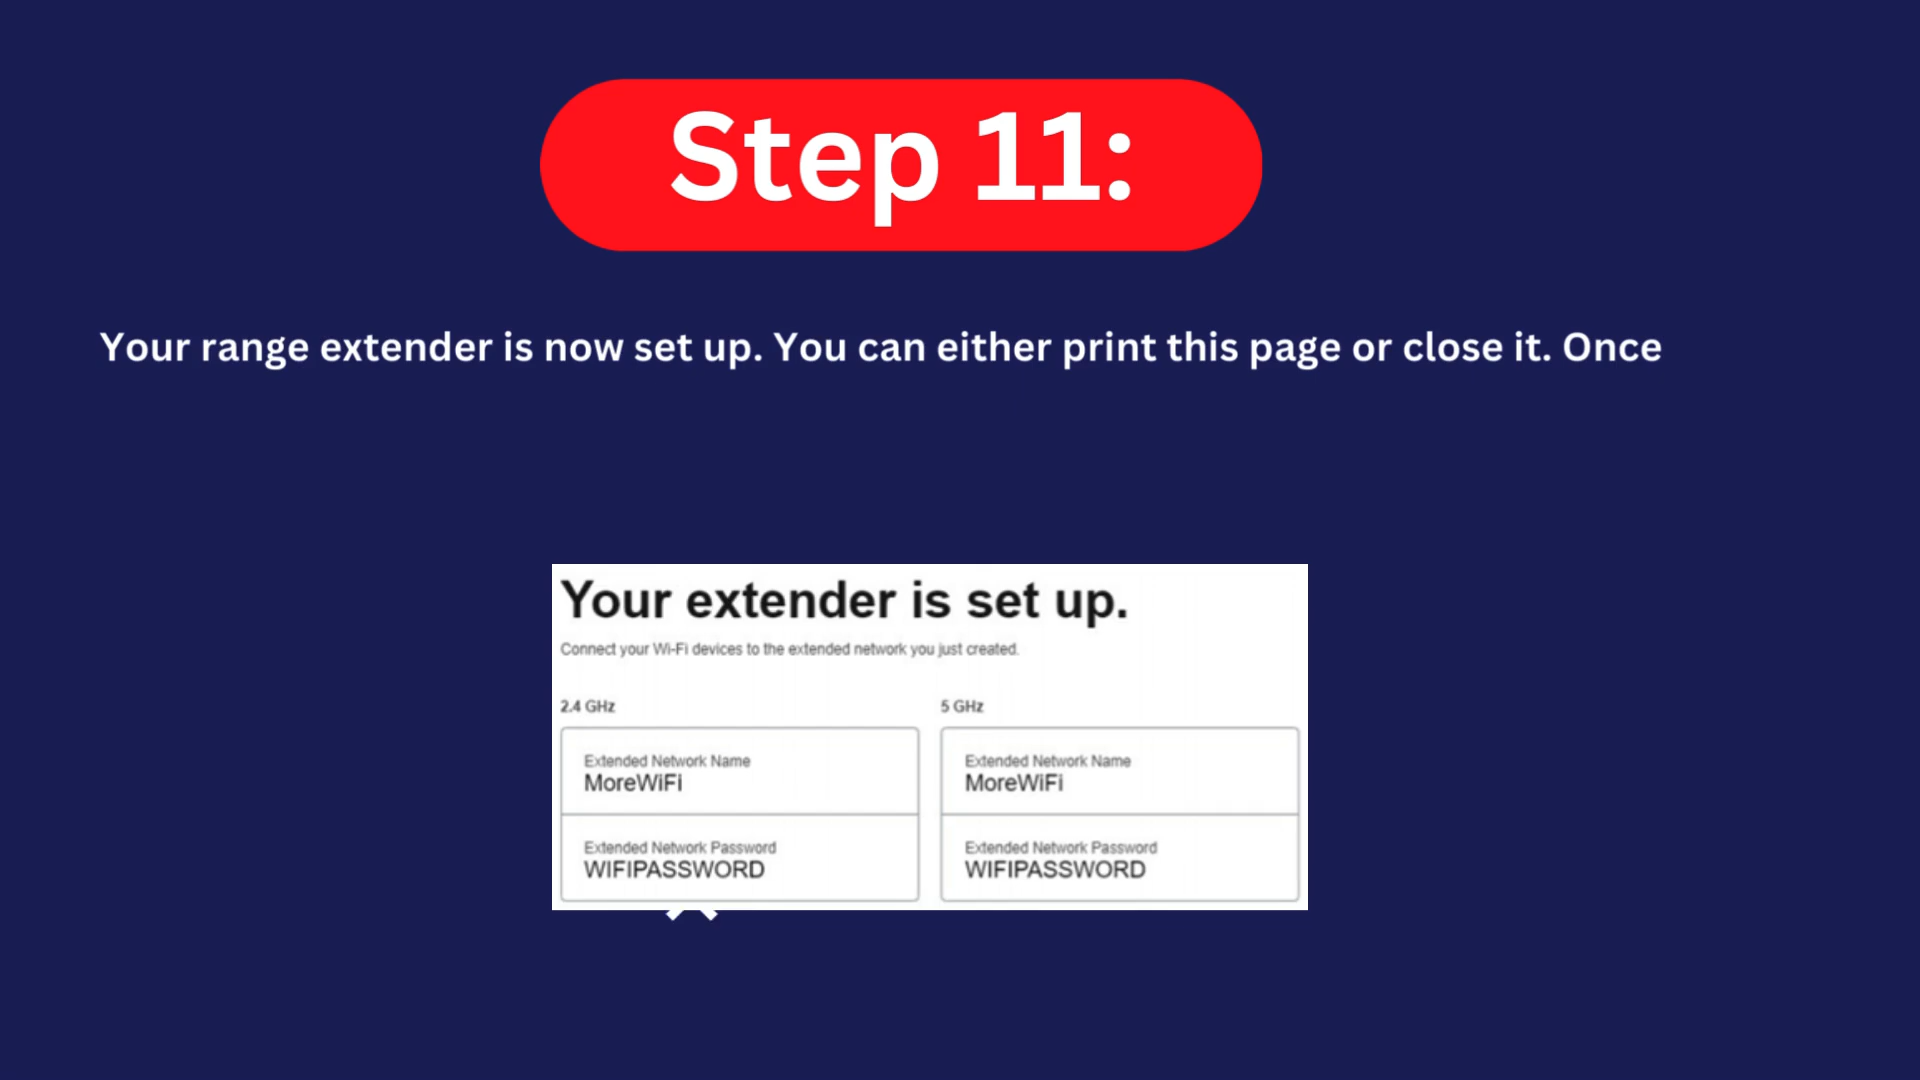 Step 11:
Your range extender is now set up. You can either print this page or close it. Once
Your extender is set up.
Connect your Wi-Fi devices to the extended network you just created.
2.4 GHz
Extended Network Name
MoreWiFi
Extended Network Password
WIFIPASSWORD
5 GHz
Extended Network Name
MoreWiFi
Extended Network Password
WIFIPASSWORD